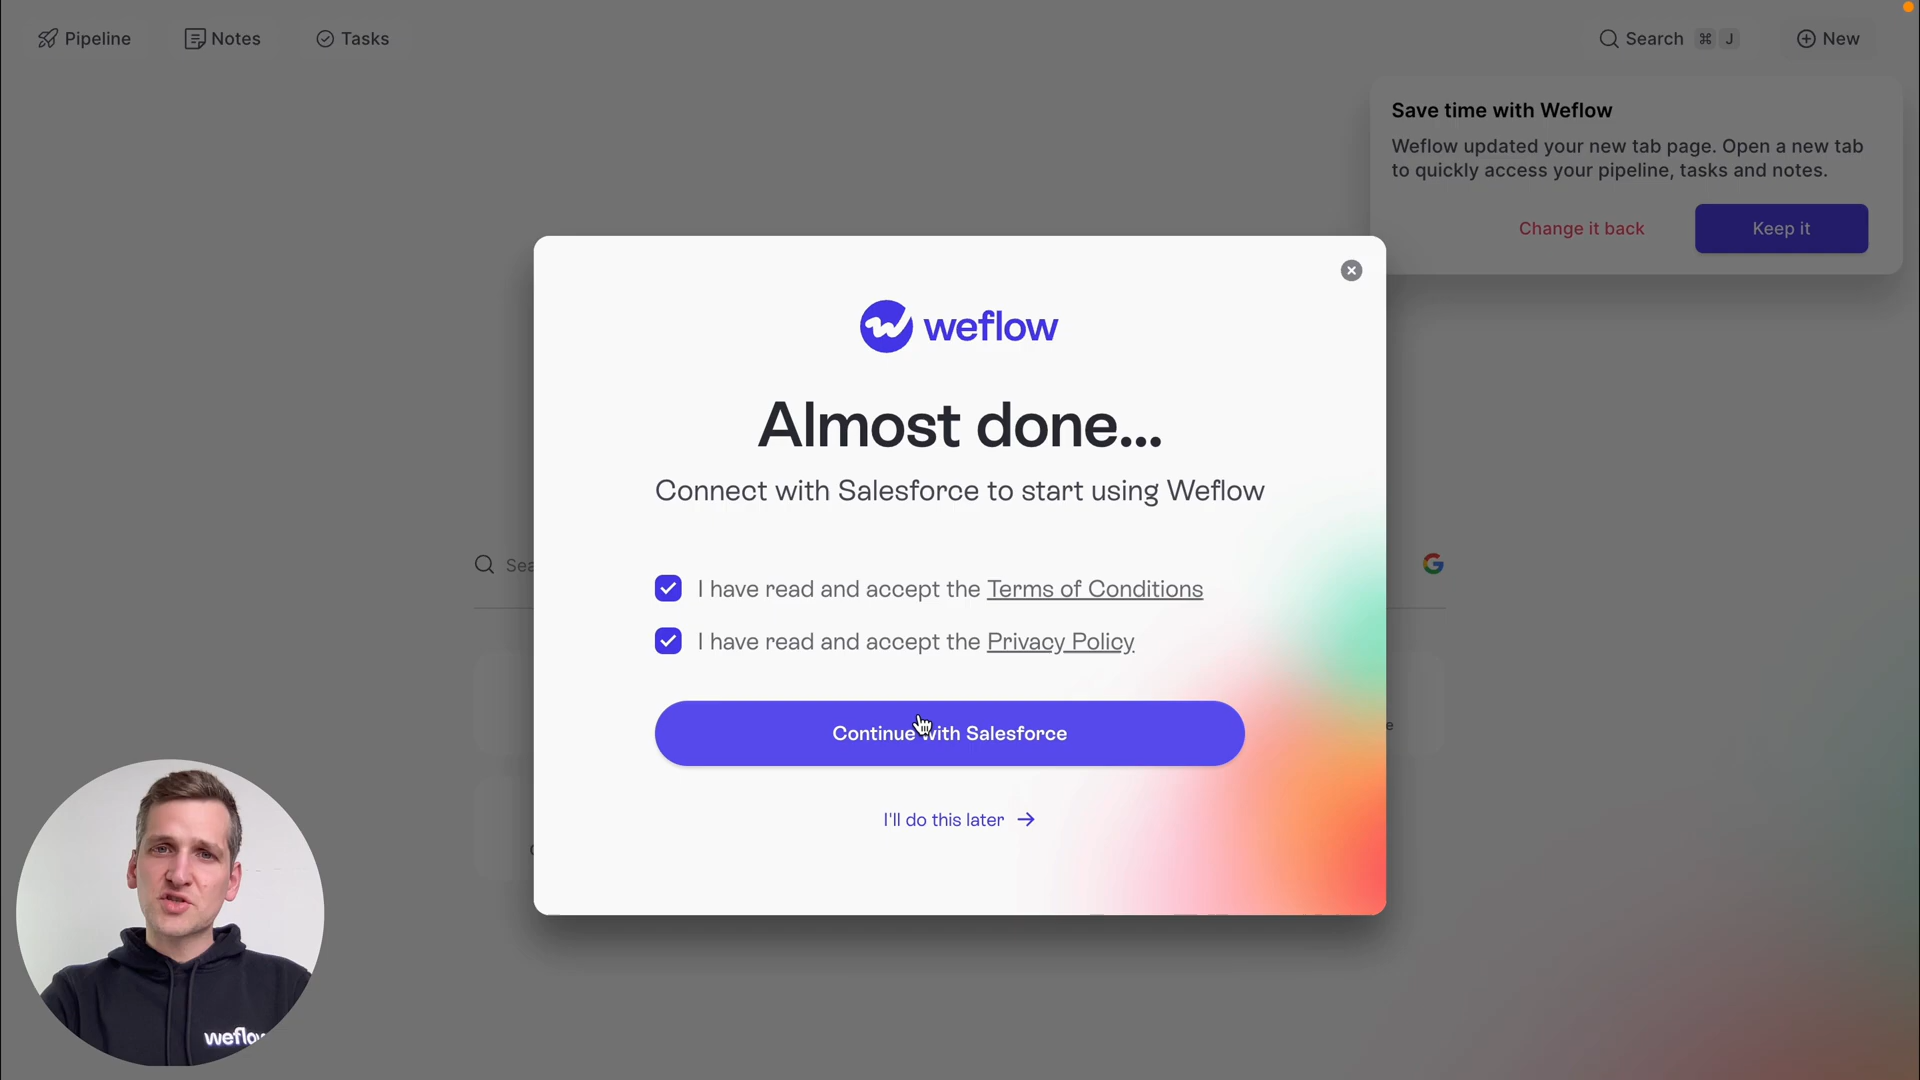 Pipeline
Notes
Tasks
Search ⌘ J
New
Save time with Weflow
Weflow updated your new tab page. Open a new tab
to quickly access your pipeline, tasks and notes.
Change it back
Keep it
weflow
Almost done...
Connect with Salesforce to start using Weflow
Sea
I have read and accept the Terms of Conditions
I have read and accept the Privacy Policy
e
Continue with Salesforce
I'll do this later
weflow